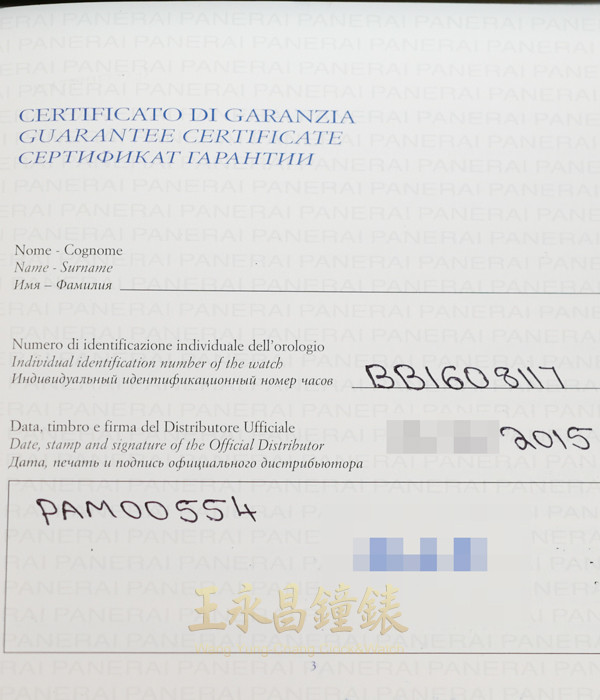 CERTIFICATO DI GARANZIA
GUARANTEE CERTIFICATE
СЕРТИФИКАТ ГАРАНТИИ
Nome - Cognome
Name - Surname
Имя – Фамилия
Numero di identificazione individuale dell'orologio
Individual identification number of the watch
Индивидуальный идентификационный номер часов BB1608117
Data, timbro e firma del Distributore Ufficiale
Date, stamp and signature of the Official Distributor 2015
Дата, печать и подпись официального дистрибьютора
PAM00554
王永昌鐘錶
3